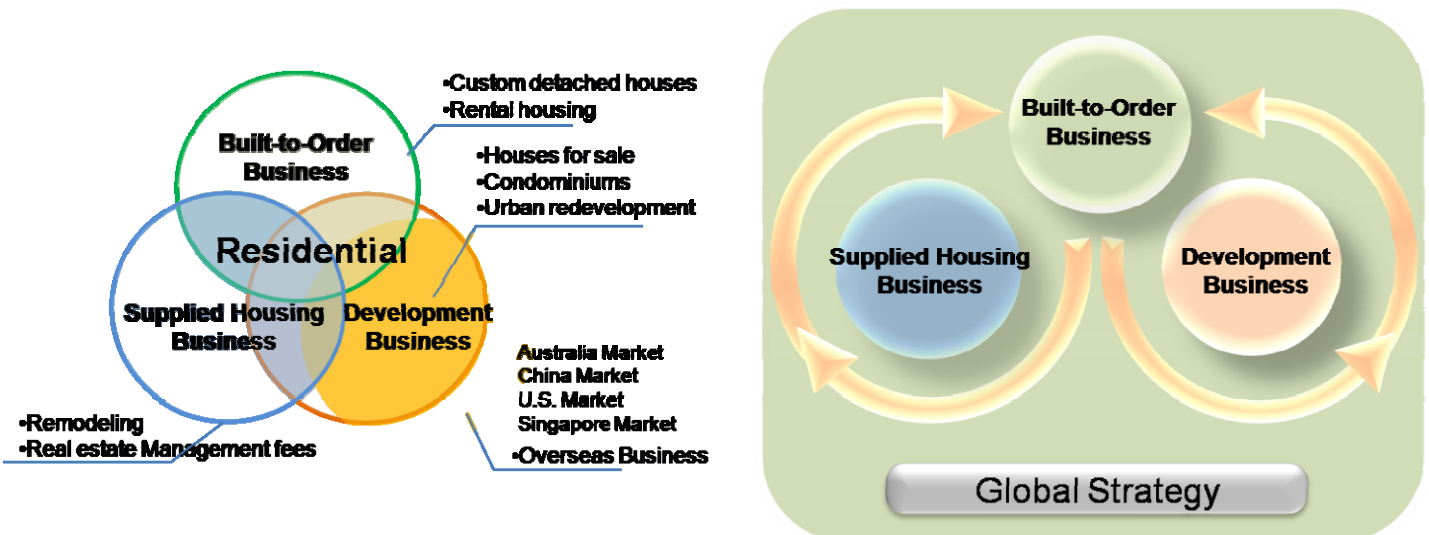 •Custom detached houses
•Rental housing
Built-to-Order
Business
•Houses for sale
•Condominiums
•Urban redevelopment
Residential
Supplied Housing
Business
Development
Business
Australia Market
China Market
U.S. Market
Singapore Market
•Overseas Business
•Remodeling
•Real estate Management fees
Built-to-Order
Business
Supplied Housing
Business
Development
Business
Global Strategy